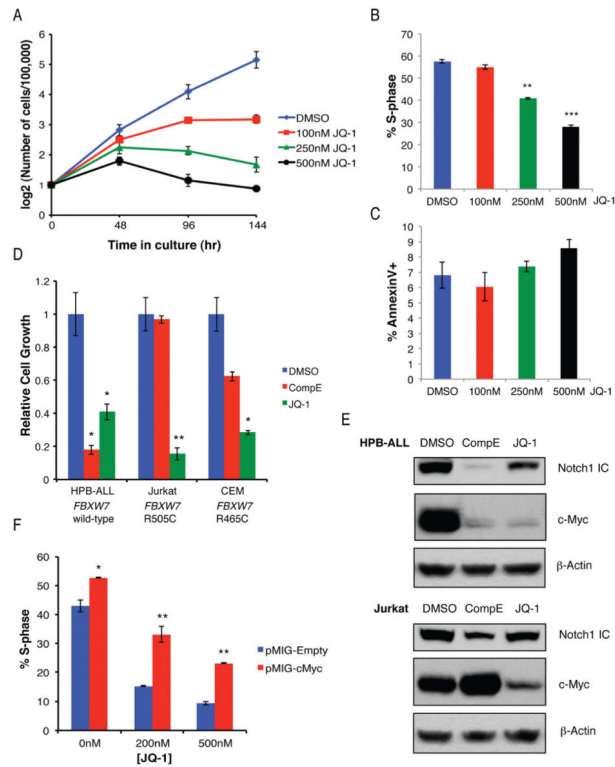 A
log2 (Number of cells/100,000)
6
5
4
3
2
1
0
0
48
96
144
Time in culture (hr)
DMSO
100nM JQ-1
250nM JQ-1
500nM JQ-1
B
% S-phase
70
60
50
40
30
20
10
0
**
***
DMSO 100nM 250nM 500nM JQ-1
C
% AnnexinV+
10
9
8
7
6
5
4
3
2
1
0
DMSO 100nM 250nM 500nM JQ-1
D
Relative Cell Growth
1.2
1
0.8
0.6
0.4
0.2
0
*
*
**
*
DMSO
CompE
JQ-1
HPB-ALL Jurkat CEM
FBXW7 FBXW7 FBXW7
wild-type R505C R465C
E
HPB-ALL DMSO CompE JQ-1
Notch1 IC
c-Myc
β-Actin
Jurkat DMSO CompE JQ-1
Notch1 IC
c-Myc
β-Actin
F
% S-phase
60
50
40
30
20
10
0
*
**
**
pMIG-Empty
pMIG-cMyc
0nM 200nM 500nM
[JQ-1]